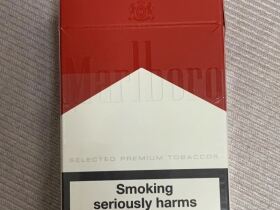 Marlboro
SELECTED PREMIUM TOBACCOS
Smoking
seriously harms